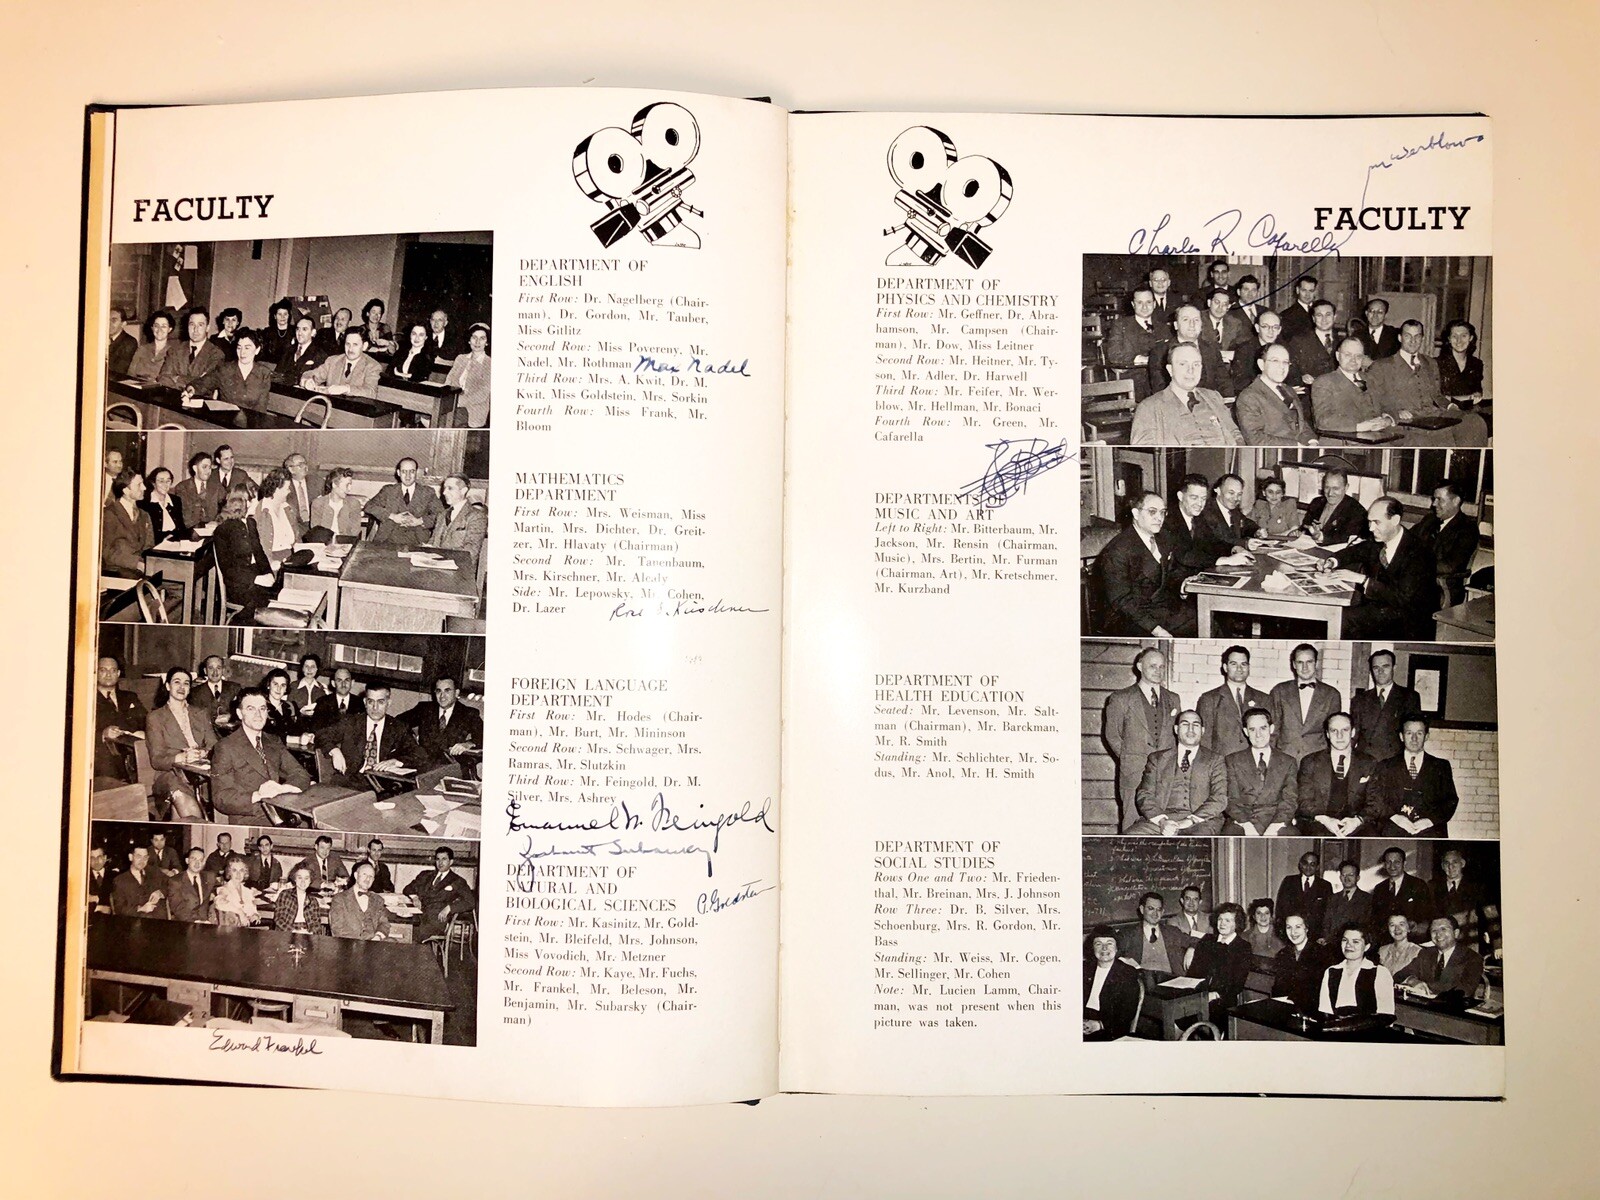 FACULTY
DEPARTMENT OF
ENGLISH
First Row: Dr. Nagelberg (Chair-
man), Dr. Gordon, Mr. Tauber,
Miss Gitlitz
Second Row: Miss Povereny, Mr.
Nadel, Mr. Rothman Max Nadel
Third Row: Mrs. A. Kwit, Dr. M.
Kwit, Miss Goldstein, Mrs. Sorkin
Fourth Row: Miss Frank, Mr.
Bloom
MATHEMATICS
DEPARTMENT
First Row: Mrs. Weisman, Miss
Martin, Mrs. Dichter, Dr. Greit-
zer, Mr. Hlavaty (Chairman)
Second Row: Mr. Tanenbaum,
Mrs. Kirschner, Mr. Alealy
Side: Mr. Lepowsky, Cohen,
Dr. Lazer Kirschner
FOREIGN LANGUAGE
DEPARTMENT
First Row: Mr. Hodes (Chair-
man), Mr. Burt, Mr. Mininson
Second Row: Mrs. Schwager, Mrs.
Ramras, Mr. Slutzkin
Third Row: Mr. Feingold, Dr. M.
Silver, Mrs. Ashrey
Emanuel N. Feingold
Subarsky
DEPARTMENT OF
NATURAL AND
BIOLOGICAL SCIENCES P. Goldstein
First Row: Mr. Kasinitz, Mr. Gold-
stein, Mr. Bleifeld, Mrs. Johnson,
Miss Vovodich, Mr. Metzner
Second Row: Mr. Kaye, Mr. Fuchs,
Mr. Frankel, Mr. Beleson, Mr.
Benjamin, Mr. Subarsky (Chair-
man)
Edward Frankel
Mr Werblow
FACULTY
Charles R. Cafarella
DEPARTMENT OF
PHYSICS AND CHEMISTRY
First Row: Mr. Geffner, Dr. Abra-
hamson, Mr. Campsen (Chair-
man), Mr. Dow, Miss Leitner
Second Row: Mr. Heitner, Mr. Ty-
son, Mr. Adler, Dr. Harwell
Third Row: Mr. Feifer, Mr. Wer-
blow, Mr. Hellman, Mr. Bonaci
Fourth Row: Mr. Green, Mr.
Cafarella
DEPARTMENTS OF
MUSIC AND ART
Left to Right: Mr. Bitterbaum, Mr.
Jackson, Mr. Rensin (Chairman,
Music), Mrs. Bertin, Mr. Furman
(Chairman, Art), Mr. Kretschmer,
Mr. Kurzband
DEPARTMENT OF
HEALTH EDUCATION
Seated: Mr. Levenson, Mr. Salt-
man (Chairman), Mr. Barckman,
Mr. R. Smith
Standing: Mr. Schlichter, Mr. So-
dus, Mr. Anol, Mr. H. Smith
DEPARTMENT OF
SOCIAL STUDIES
Rows One and Two: Mr. Frieden-
thal, Mr. Breinan, Mrs. J. Johnson
Row Three: Dr. B. Silver, Mrs.
Schoenburg, Mrs. R. Gordon, Mr.
Bass
Standing: Mr. Weiss, Mr. Cogen,
Mr. Sellinger, Mr. Cohen
Note: Mr. Lucien Lamm, Chair-
man, was not present when this
picture was taken.